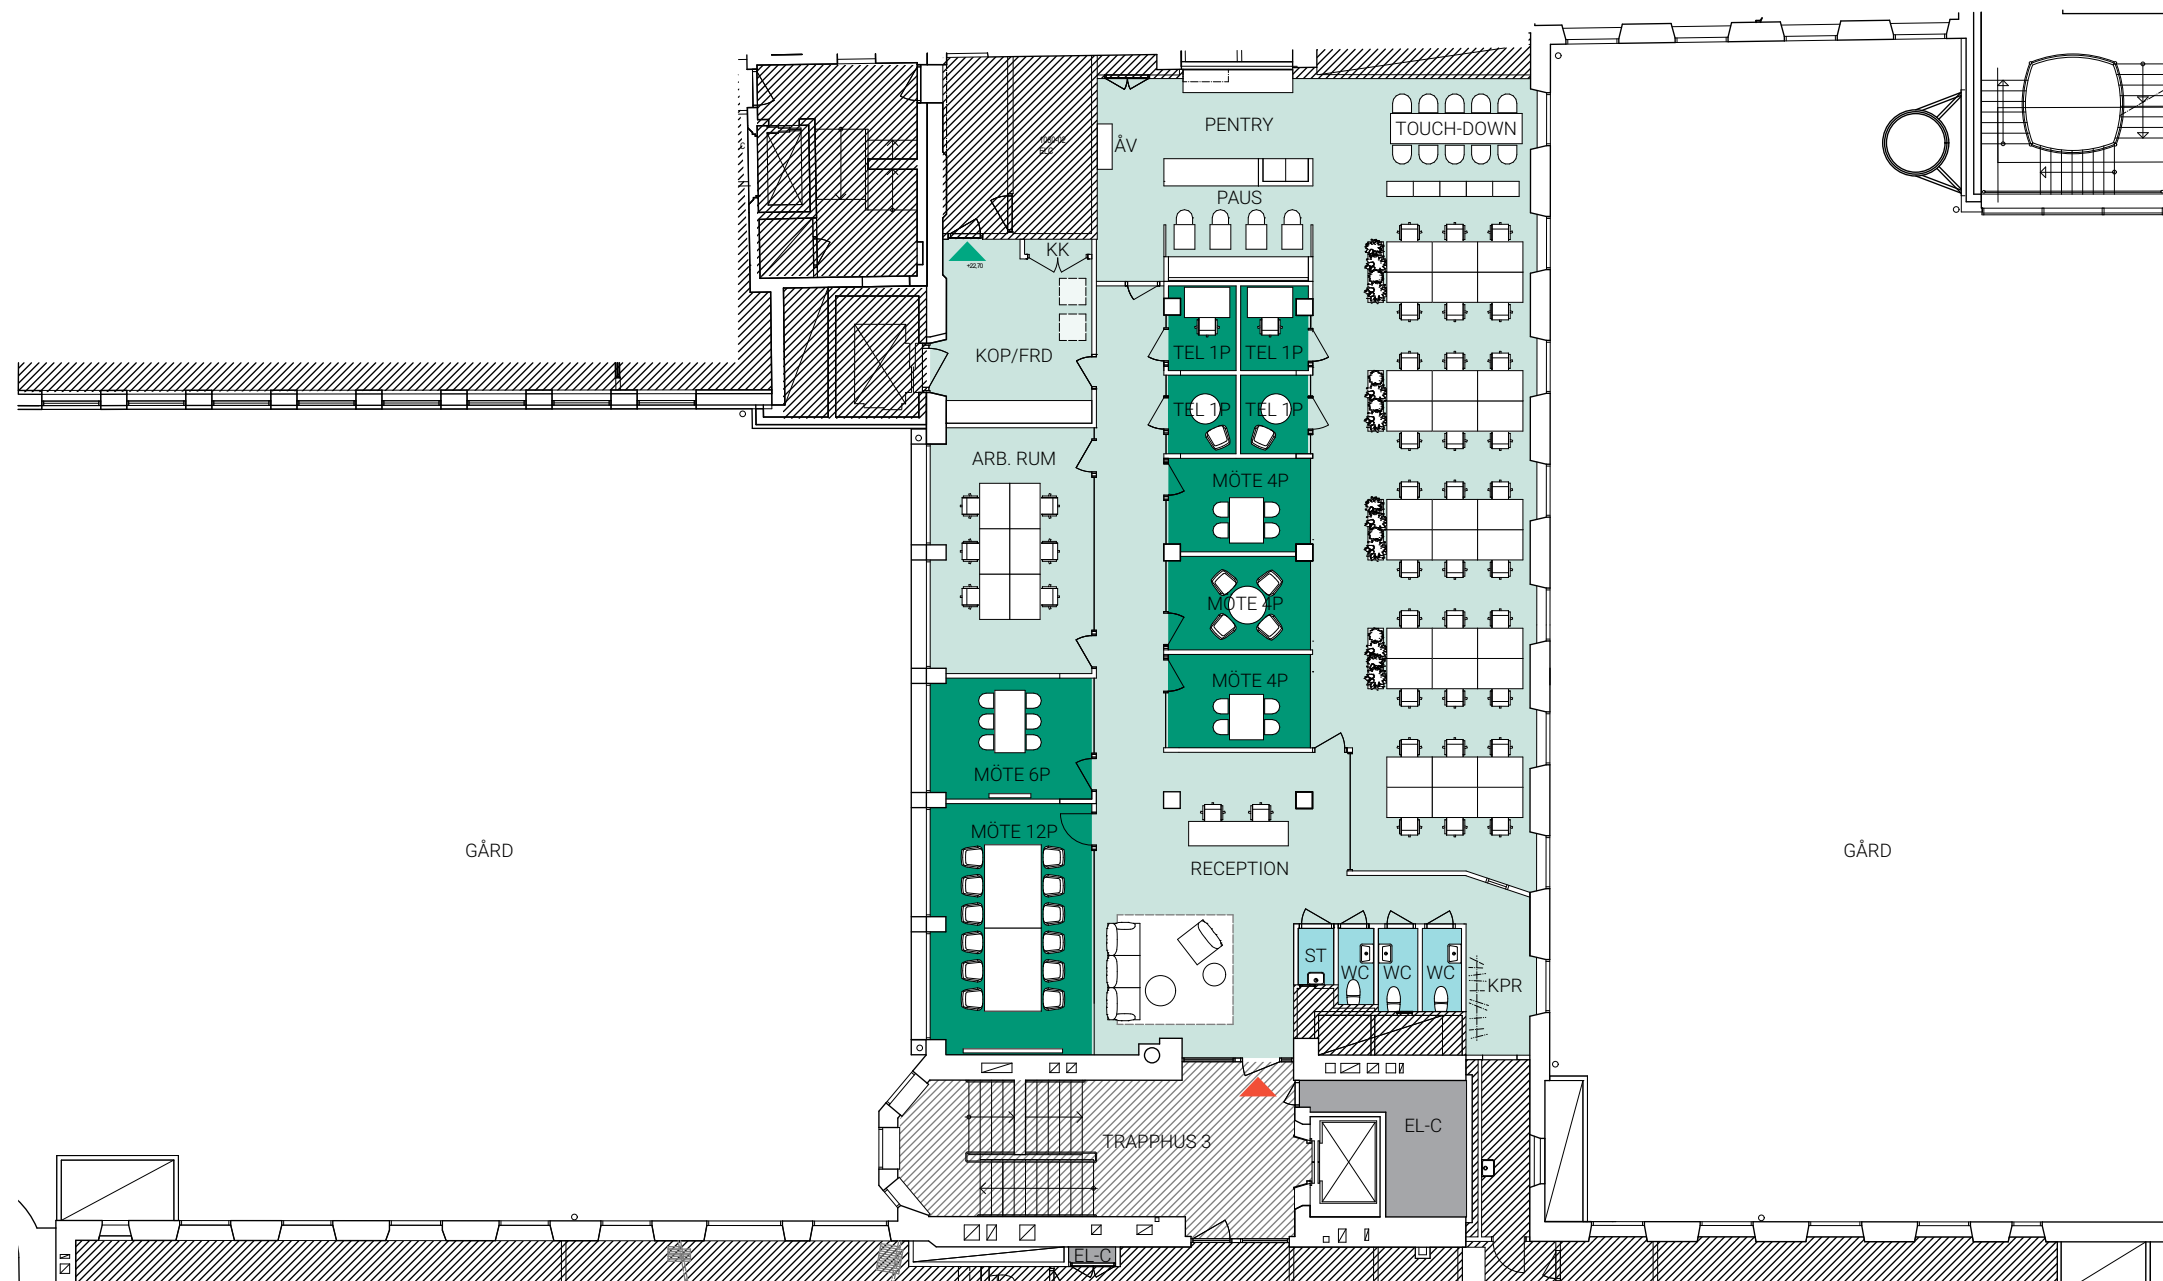 PENTRY
TOUCH-DOWN
ÅV
PAUS
KK
+22,70
KOP/FRD
TEL 1P
TEL 1P
TEL 1P
TEL 1P
ARB. RUM
MÖTE 4P
MÖTE 4P
MÖTE 4P
MÖTE 6P
MÖTE 12P
GÅRD
GÅRD
RECEPTION
ST
WC
WC
WC
KPR
EL-C
TRAPPHUS 3
EL-C